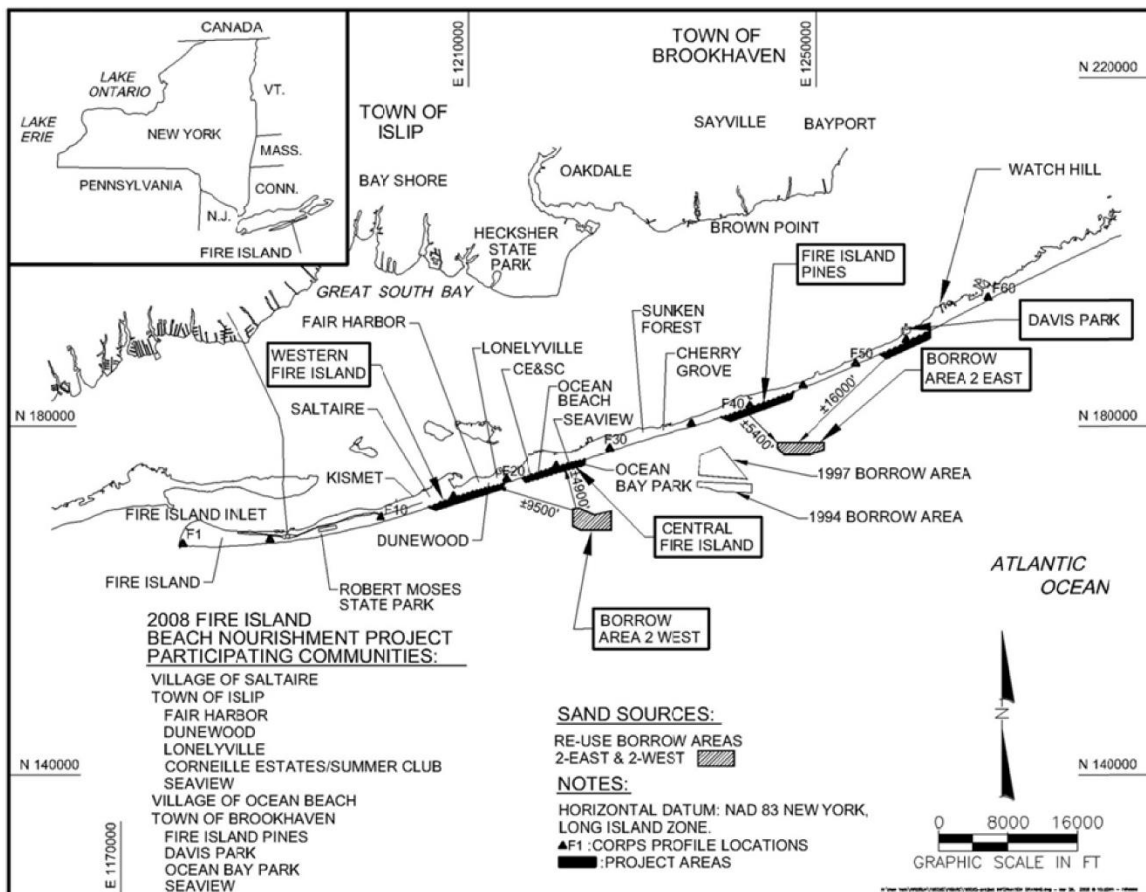 CANADA
LAKE
ONTARIO
VT.
LAKE
ERIE
NEW YORK
MASS.
PENNSYLVANIA
CONN.
N.J.
FIRE ISLAND
E 1210000
TOWN OF
BROOKHAVEN
E 1250000
N 220000
TOWN OF
ISLIP
SAYVILLE
BAYPORT
BAY SHORE
OAKDALE
WATCH HILL
HECKSHER
STATE
PARK
BROWN POINT
FIRE ISLAND
PINES
GREAT SOUTH BAY
F60
FAIR HARBOR
SUNKEN
FOREST
DAVIS PARK
WESTERN
FIRE ISLAND
LONELYVILLE
CE&SC
CHERRY
GROVE
F50
BORROW
AREA 2 EAST
OCEAN
BEACH
N 180000
SALTAIRE
SEAVIEW
F40
±16000'
N 180000
±5400'
F30
KISMET
F20
OCEAN
BAY PARK
1997 BORROW AREA
±4900'
FIRE ISLAND INLET
F10
±9500'
1994 BORROW AREA
F1
DUNEWOOD
CENTRAL
FIRE ISLAND
FIRE ISLAND
ROBERT MOSES
STATE PARK
ATLANTIC
OCEAN
BORROW
AREA 2 WEST
2008 FIRE ISLAND
BEACH NOURISHMENT PROJECT
PARTICIPATING COMMUNITIES:
VILLAGE OF SALTAIRE
TOWN OF ISLIP
FAIR HARBOR
DUNEWOOD
LONELYVILLE
CORNEILLE ESTATES/SUMMER CLUB
SEAVIEW
VILLAGE OF OCEAN BEACH
TOWN OF BROOKHAVEN
FIRE ISLAND PINES
DAVIS PARK
OCEAN BAY PARK
SEAVIEW
N 140000
E 1170000
SAND SOURCES:
RE-USE BORROW AREAS
2-EAST & 2-WEST
NOTES:
HORIZONTAL DATUM: NAD 83 NEW YORK,
LONG ISLAND ZONE.
F1 :CORPS PROFILE LOCATIONS
:PROJECT AREAS
N
N 140000
0 8000 16000
GRAPHIC SCALE IN FT